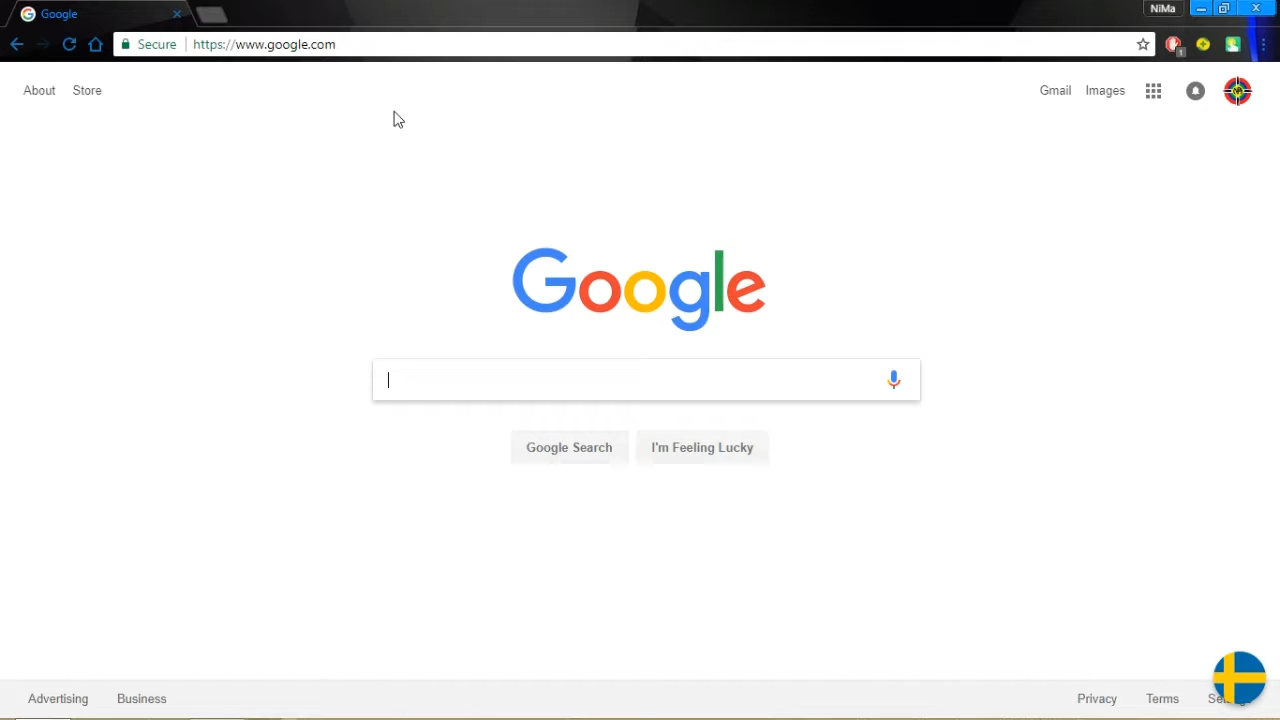 Google
NiMa
Secure https://www.google.com
1
About Store Gmail Images
Google
Google Search I'm Feeling Lucky
Advertising Business Privacy Terms